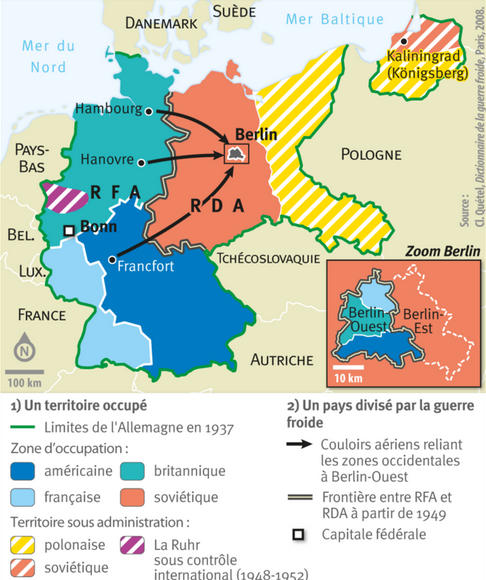 SUÈDE
DANEMARK
Mer Baltique
Mer du
Nord
Kaliningrad
(Königsberg)
Hambourg
Berlin
Hanovre
PAYS-
BAS
POLOGNE
RFA
RDA
Bonn
BEL.
Francfort
LUX.
TCHÉCOSLOVAQUIE
Zoom Berlin
FRANCE
Berlin-
Ouest
Berlin-
Est
N
100 km
AUTRICHE
10 km
Source :
Cl. Quétel, Dictionnaire de la guerre froide, Paris, 2008.
1) Un territoire occupé
Limites de l'Allemagne en 1937
Zone d'occupation :
américaine
britannique
française
soviétique
Territoire sous administration :
polonaise
soviétique
La Ruhr
sous contrôle
international (1948-1952)
2) Un pays divisé par la guerre
froide
Couloirs aériens reliant
les zones occidentales
à Berlin-Ouest
Frontière entre RFA et
RDA à partir de 1949
Capitale fédérale